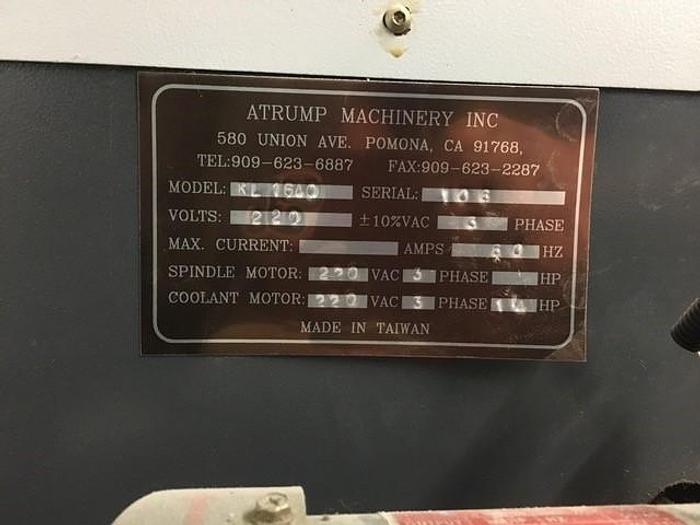 ATRUMP MACHINERY INC
580 UNION AVE. POMONA, CA 91768,
TEL:909-623-6887 FAX:909-623-2287
MODEL: KL 1640 SERIAL: 106
VOLTS: 220 ±10%VAC 3 PHASE
MAX. CURRENT: AMPS 60 HZ
SPINDLE MOTOR: 220 VAC 3 PHASE HP
COOLANT MOTOR: 220 VAC 3 PHASE HP
MADE IN TAIWAN